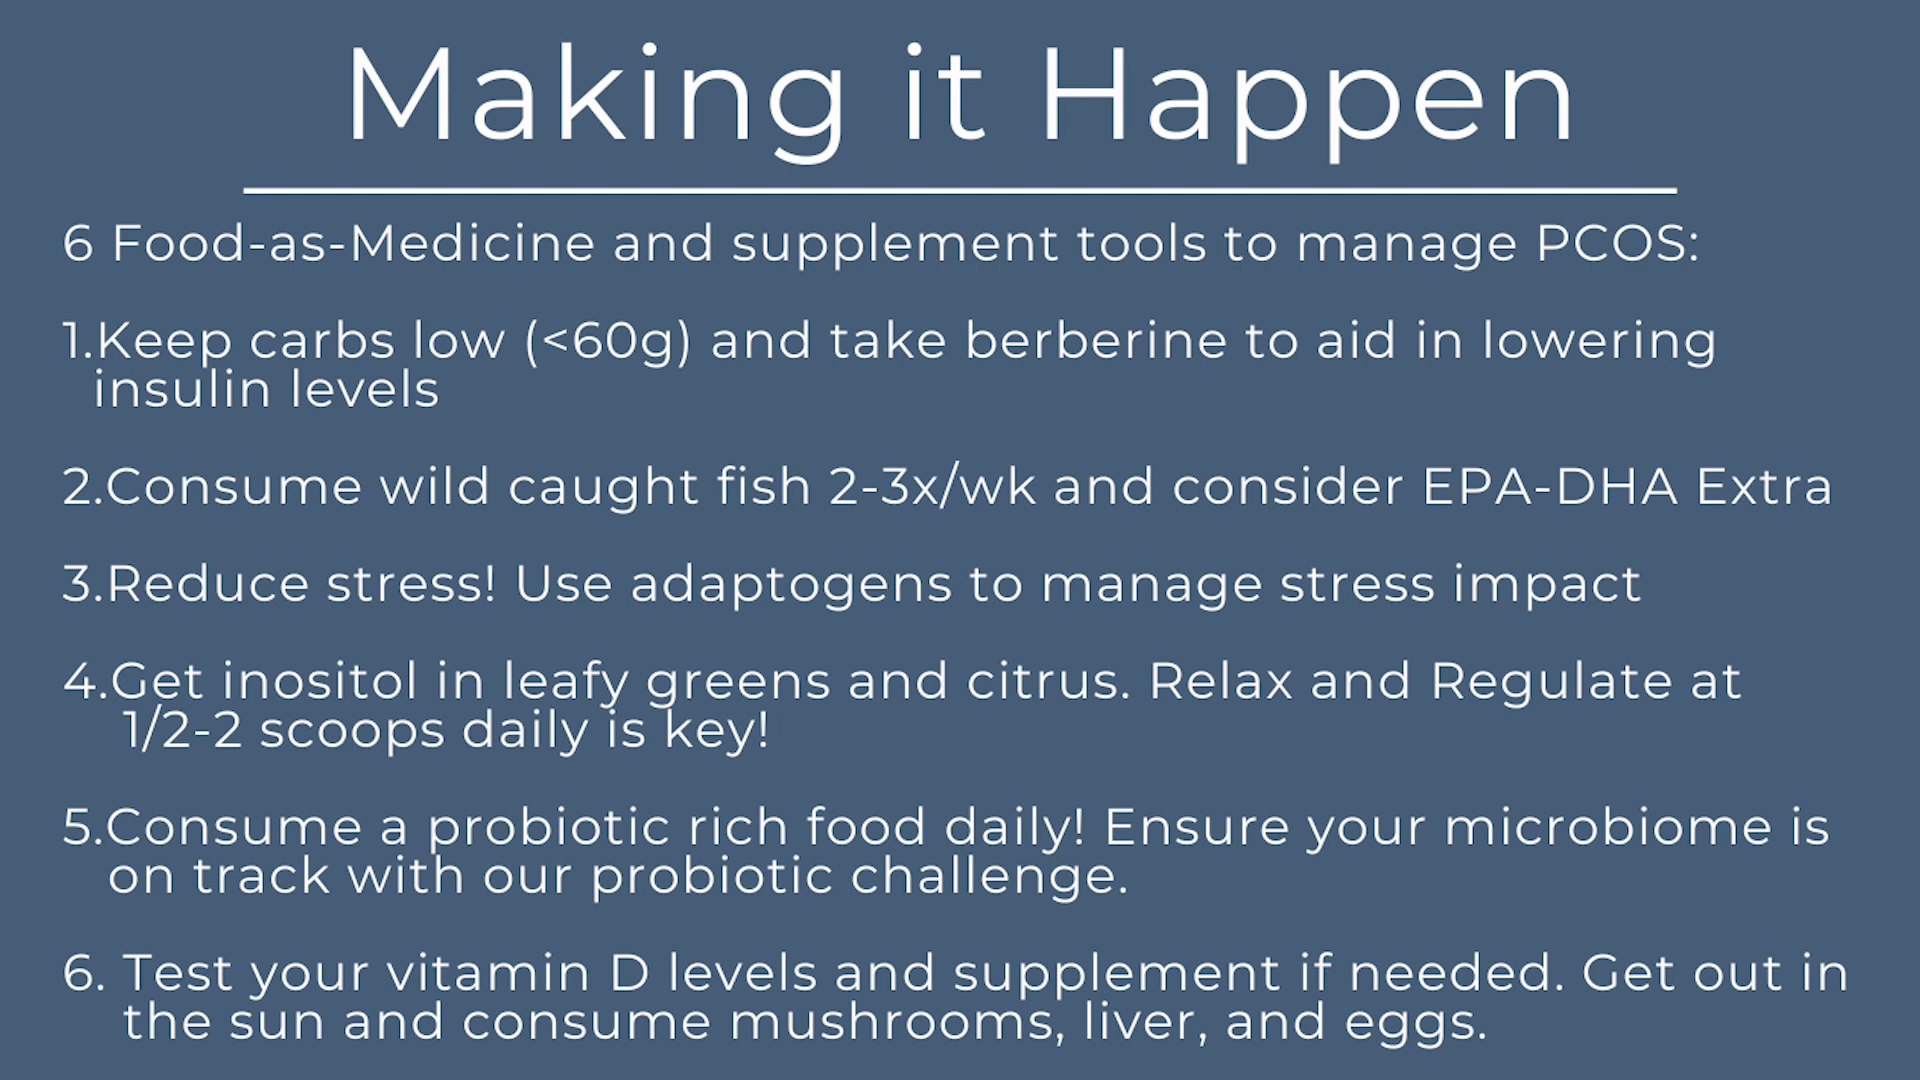 Making it Happen
6 Food-as-Medicine and supplement tools to manage PCOS:
1.Keep carbs low (<60g) and take berberine to aid in lowering
insulin levels
2.Consume wild caught fish 2-3x/wk and consider EPA-DHA Extra
3.Reduce stress! Use adaptogens to manage stress impact
4.Get inositol in leafy greens and citrus. Relax and Regulate at
1/2-2 scoops daily is key!
5.Consume a probiotic rich food daily! Ensure your microbiome is
on track with our probiotic challenge.
6. Test your vitamin D levels and supplement if needed. Get out in
the sun and consume mushrooms, liver, and eggs.